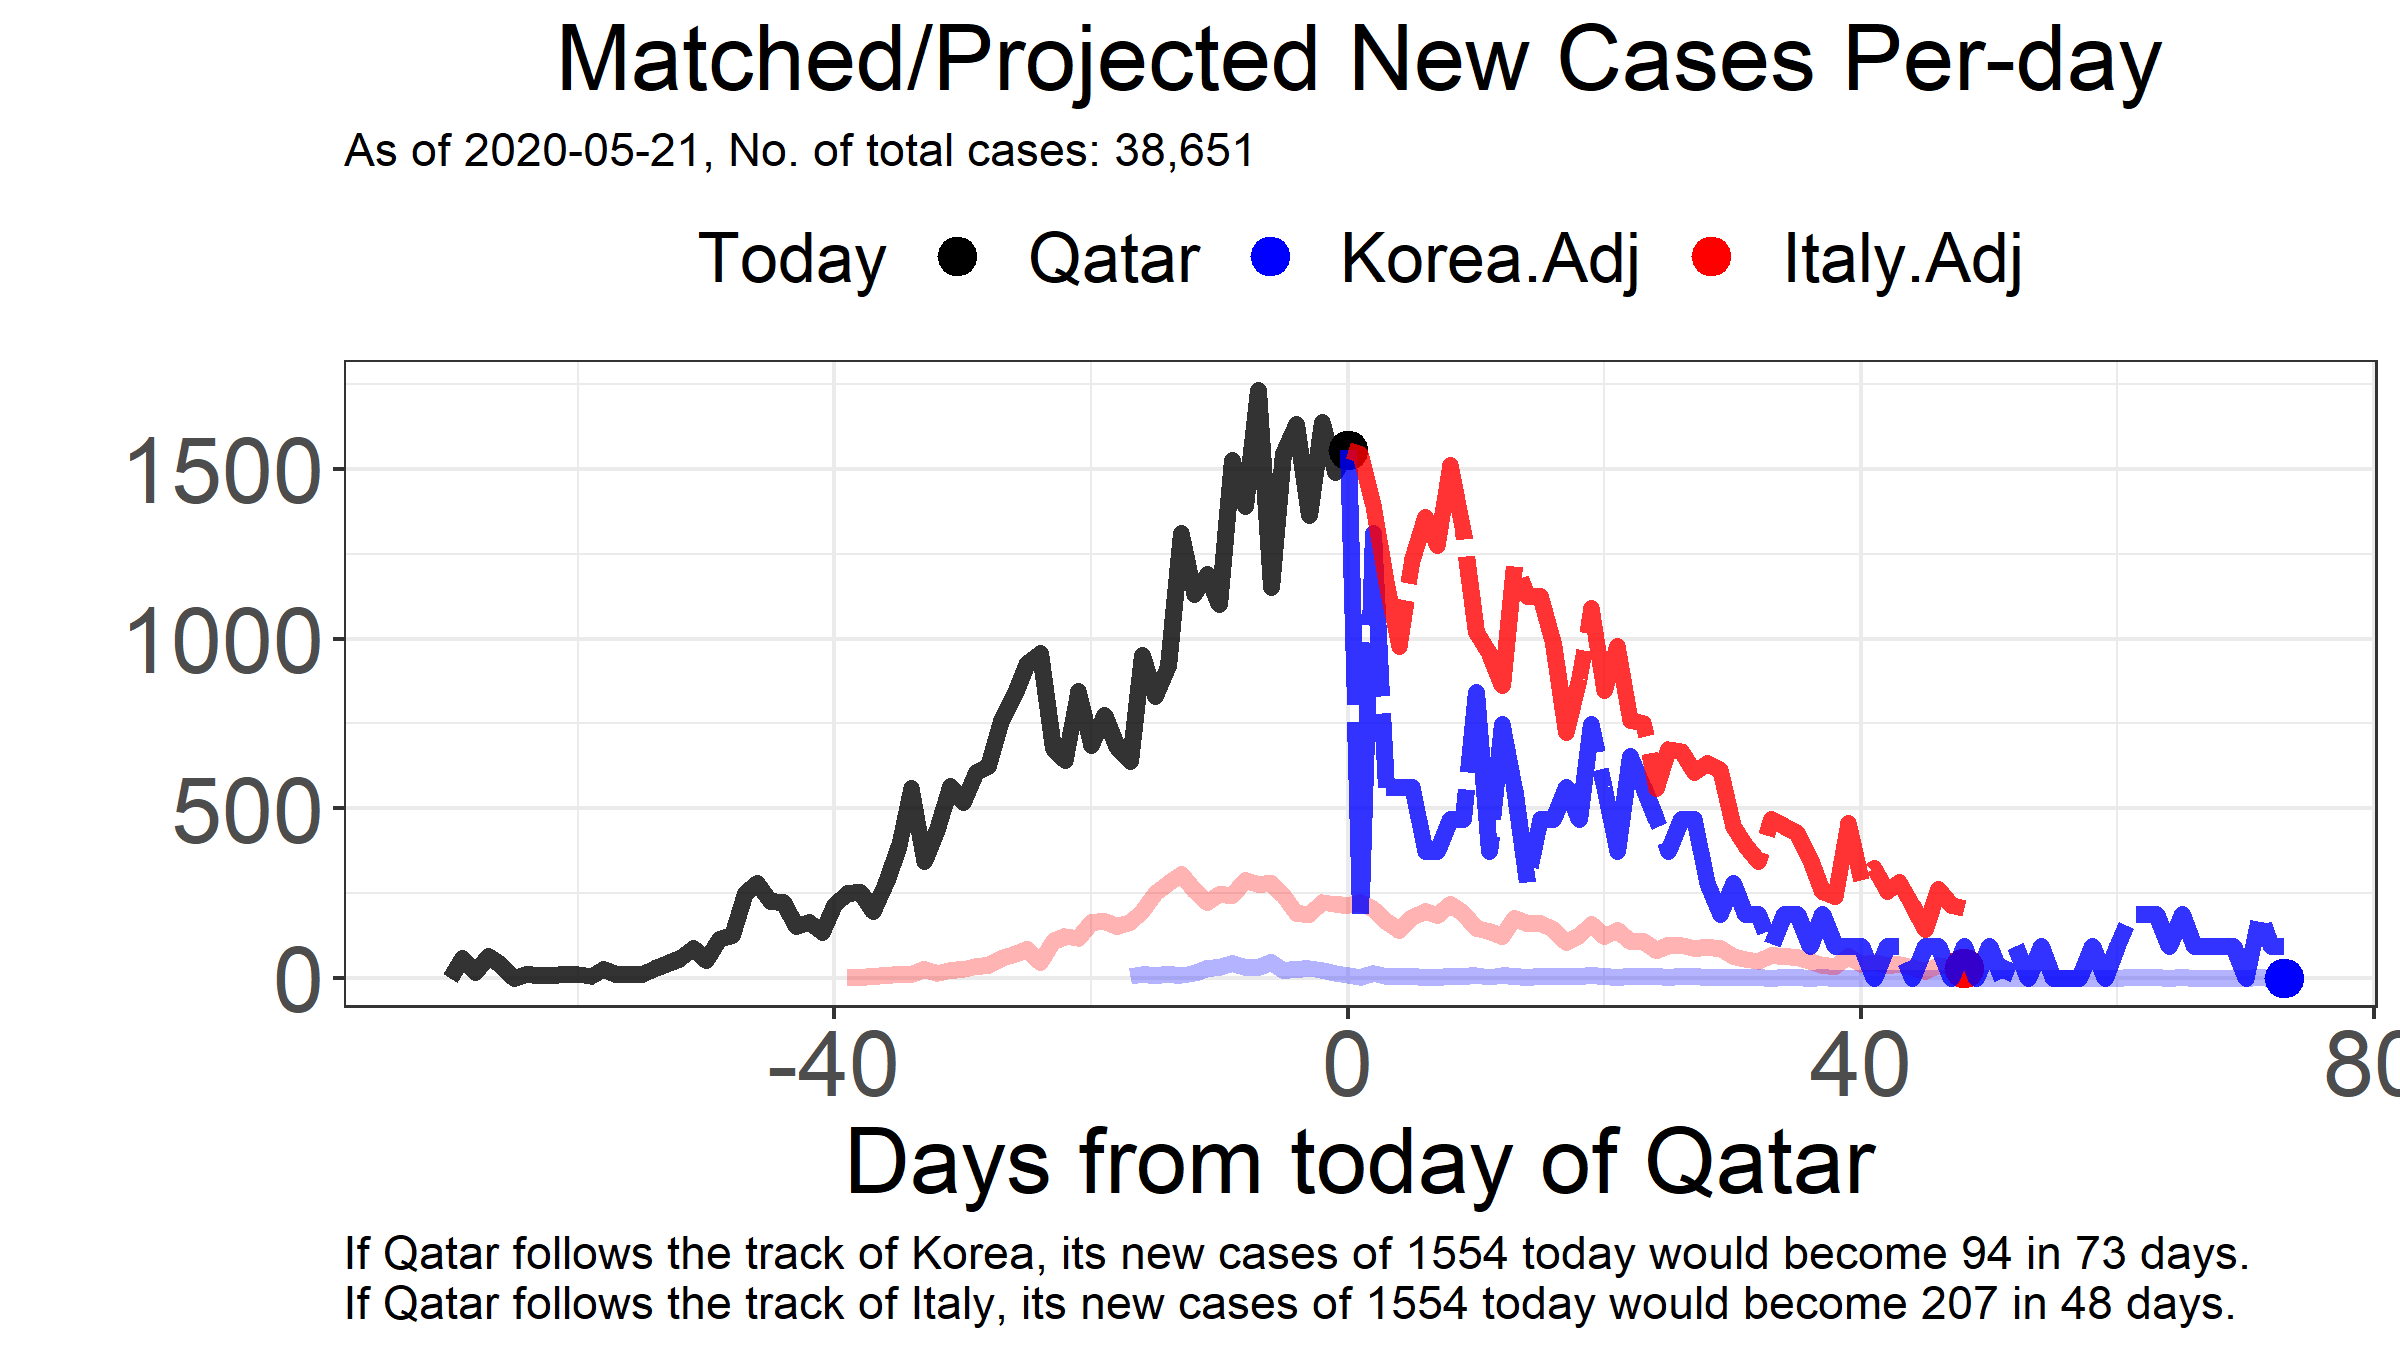 Matched/Projected New Cases Per-day
As of 2020-05-21, No. of total cases: 38,651
Today Qatar Korea.Adj Italy.Adj
1500
1000
500
0
-40 0 40 80
Days from today of Qatar
If Qatar follows the track of Korea, its new cases of 1554 today would become 94 in 73 days.
If Qatar follows the track of Italy, its new cases of 1554 today would become 207 in 48 days.